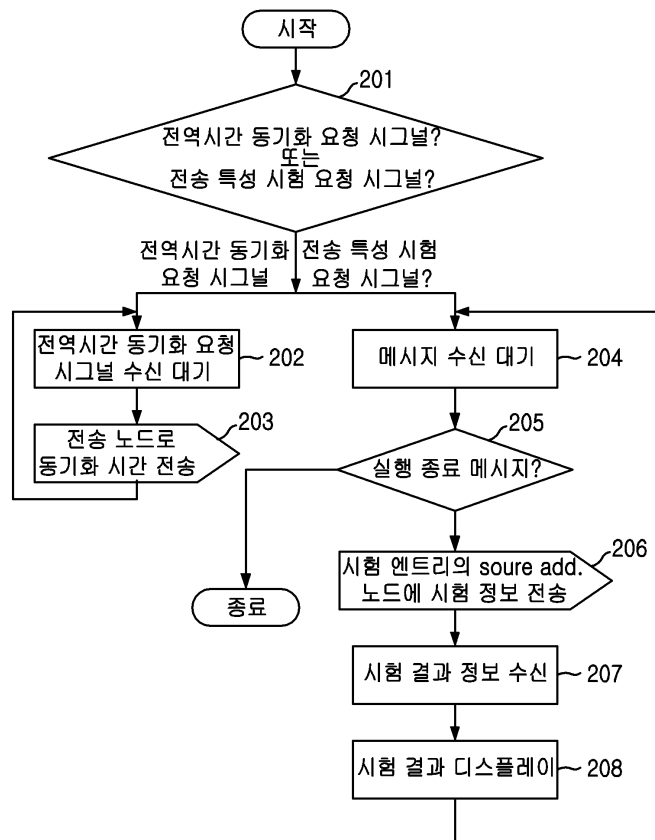 시작
201
전역시간 동기화 요청 시그널?
또는
전송 특성 시험 요청 시그널?
전역시간 동기화
요청 시그널
전송 특성 시험
요청 시그널?
전역시간 동기화 요청
시그널 수신 대기
202
메시지 수신 대기
204
전송 노드로
동기화 시간 전송
203
205
실행 종료 메시지?
종료
시험 엔트리의 soure add.
노드에 시험 정보 전송
206
시험 결과 정보 수신
207
시험 결과 디스플레이
208